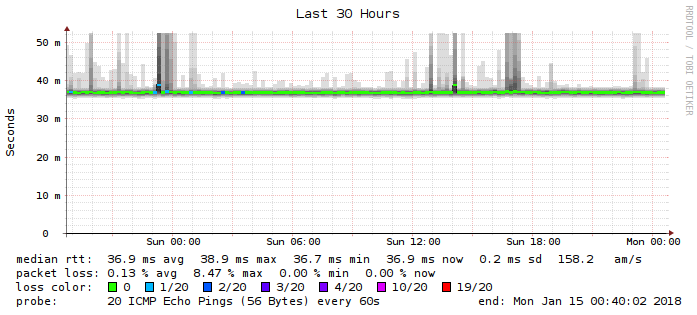 Last 30 Hours
RRDTOOL / TOBI OETIKER
Seconds
50 m
40 m
30 m
20 m
10 m
0
Sun 00:00 Sun 06:00 Sun 12:00 Sun 18:00 Mon 00:00
median rtt: 36.9 ms avg 38.9 ms max 36.7 ms min 36.9 ms now 0.2 ms sd 158.2 am/s
packet loss: 0.13 % avg 8.47 % max 0.00 % min 0.00 % now
loss color: 0 1/20 2/20 3/20 4/20 10/20 19/20
probe: 20 ICMP Echo Pings (56 Bytes) every 60s end: Mon Jan 15 00:40:02 2018